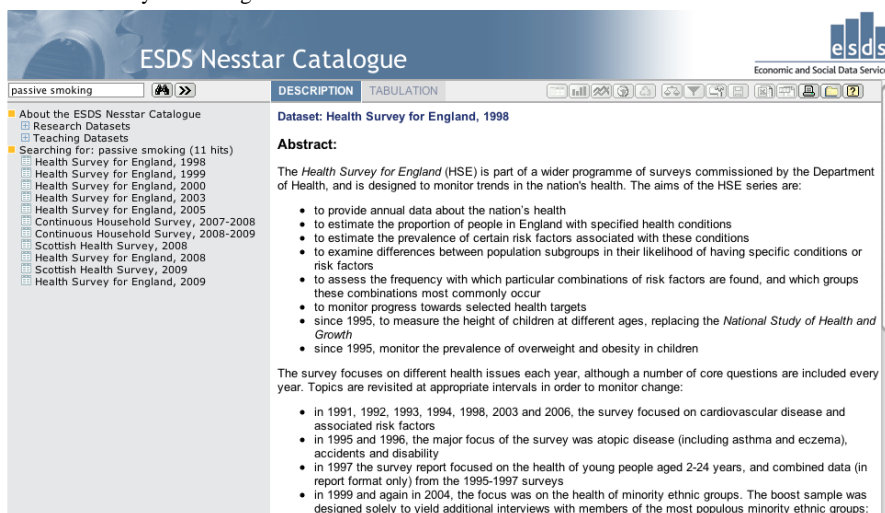 ESDS Nesstar Catalogue
esds
Economic and Social Data Service
passive smoking
DESCRIPTION TABULATION
About the ESDS Nesstar Catalogue
Research Datasets
Teaching Datasets
Searching for: passive smoking (11 hits)
Health Survey for England, 1998
Health Survey for England, 1999
Health Survey for England, 2000
Health Survey for England, 2003
Health Survey for England, 2005
Continuous Household Survey, 2007-2008
Continuous Household Survey, 2008-2009
Scottish Health Survey, 2008
Health Survey for England, 2008
Scottish Health Survey, 2009
Health Survey for England, 2009
Dataset: Health Survey for England, 1998
Abstract:
The Health Survey for England (HSE) is part of a wider programme of surveys commissioned by the Department
of Health, and is designed to monitor trends in the nation's health. The aims of the HSE series are:
• to provide annual data about the nation's health
• to estimate the proportion of people in England with specified health conditions
• to estimate the prevalence of certain risk factors associated with these conditions
• to examine differences between population subgroups in their likelihood of having specific conditions or
risk factors
• to assess the frequency with which particular combinations of risk factors are found, and which groups
these combinations most commonly occur
• to monitor progress towards selected health targets
• since 1995, to measure the height of children at different ages, replacing the National Study of Health and
Growth
• since 1995, monitor the prevalence of overweight and obesity in children
The survey focuses on different health issues each year, although a number of core questions are included every
year. Topics are revisited at appropriate intervals in order to monitor change:
• in 1991, 1992, 1993, 1994, 1998, 2003 and 2006, the survey focused on cardiovascular disease and
associated risk factors
• in 1995 and 1996, the major focus of the survey was atopic disease (including asthma and eczema),
accidents and disability
• in 1997 the survey report focused on the health of young people aged 2-24 years, and combined data (in
report format only) from the 1995-1997 surveys
• in 1999 and again in 2004, the focus was on the health of minority ethnic groups. The boost sample was
designed solely to yield additional interviews with members of the most populous minority ethnic groups: